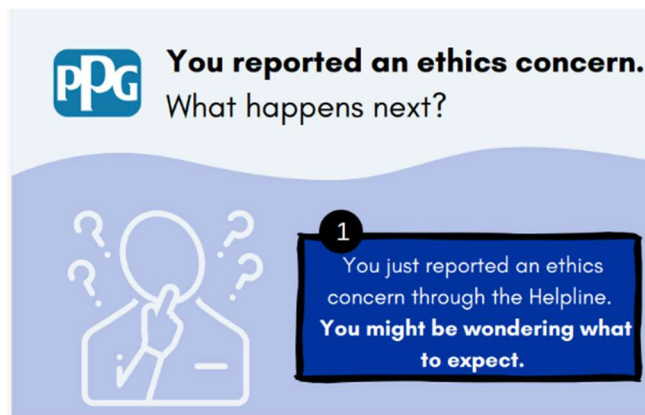 PPG
You reported an ethics concern.
What happens next?
1
You just reported an ethics
concern through the Helpline.
You might be wondering what
to expect.